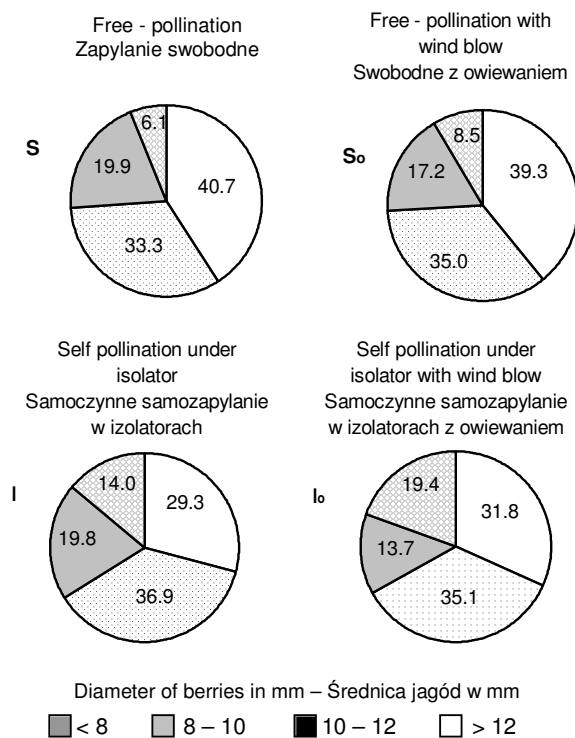 Free - pollination
Zapylanie swobodne
S
6.1
19.9
40.7
33.3
Free - pollination with
wind blow
Swobodne z owiewaniem
So
8.5
17.2
39.3
35.0
Self pollination under
isolator
Samoczynne samozapylanie
w izolatorach
I
14.0
29.3
19.8
36.9
Self pollination under
isolator with wind blow
Samoczynne samozapylanie
w izolatorach z owiewaniem
Io
19.4
31.8
13.7
35.1
Diameter of berries in mm – Średnica jagód w mm
< 8 8 – 10 10 – 12 > 12